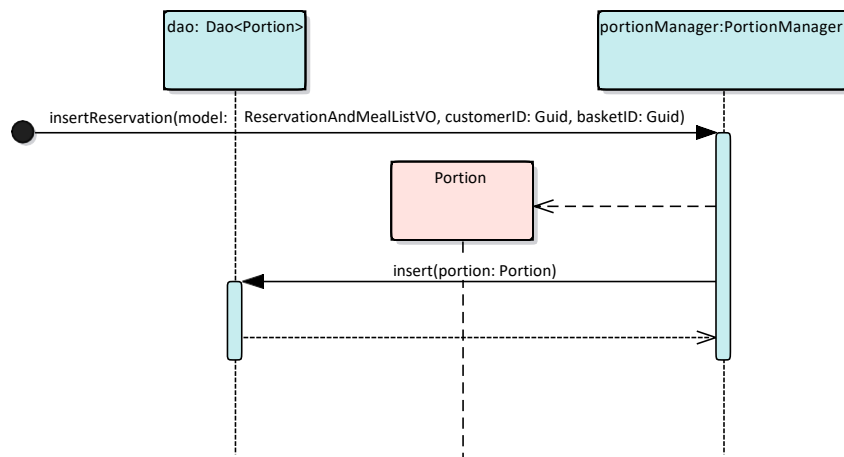 dao: Dao<Portion>
portionManager:PortionManager
insertReservation(model: ReservationAndMealListVO, customerID: Guid, basketID: Guid)
Portion
insert(portion: Portion)